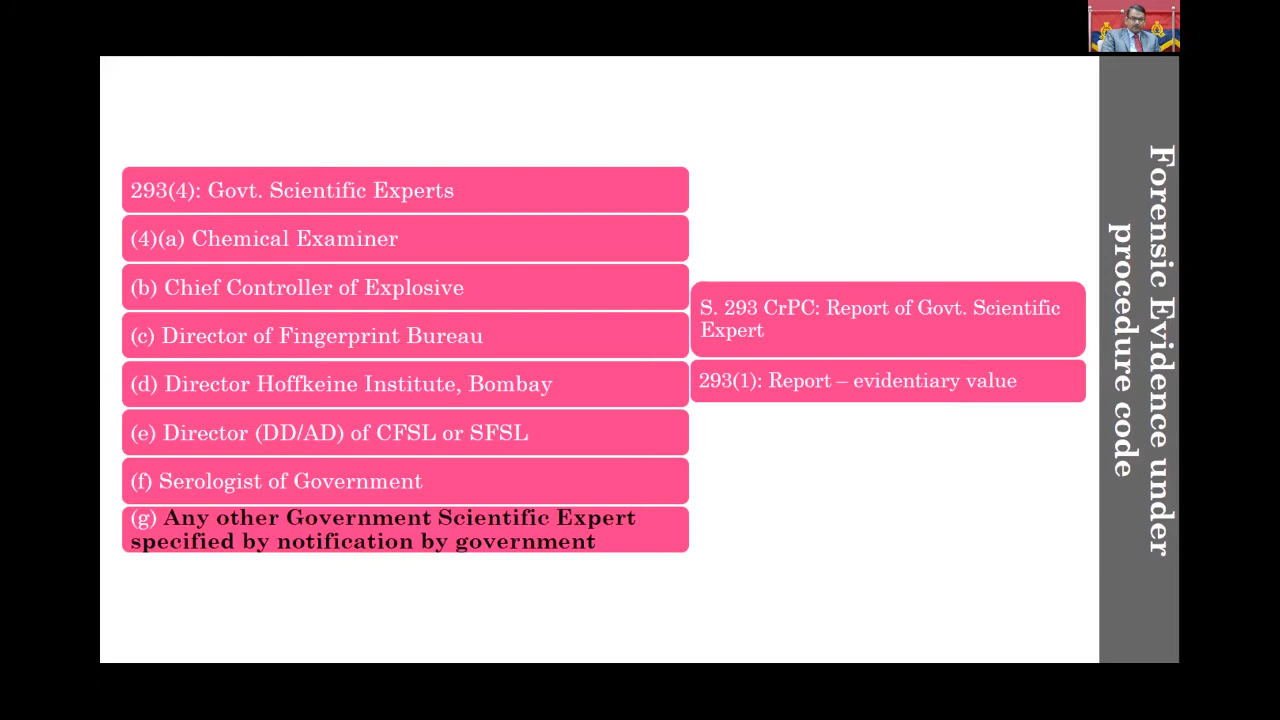 293(4): Govt. Scientific Experts
(4)(a) Chemical Examiner
(b) Chief Controller of Explosive
(c) Director of Fingerprint Bureau
(d) Director Hoffkeine Institute, Bombay
(e) Director (DD/AD) of CFSL or SFSL
(f) Serologist of Government
(g) Any other Government Scientific Expert
specified by notification by government
S. 293 CrPC: Report of Govt. Scientific
Expert
293(1): Report – evidentiary value
Forensic Evidence under
procedure code